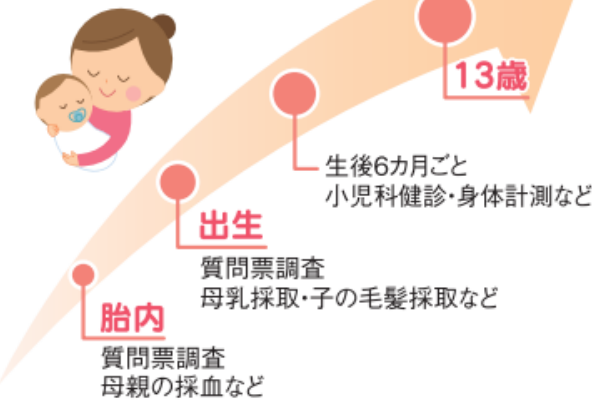 13歳
生後6カ月ごと
小児科健診・身体計測など
出生
質問票調査
母乳採取・子の毛髪採取など
胎内
質問票調査
母親の採血など